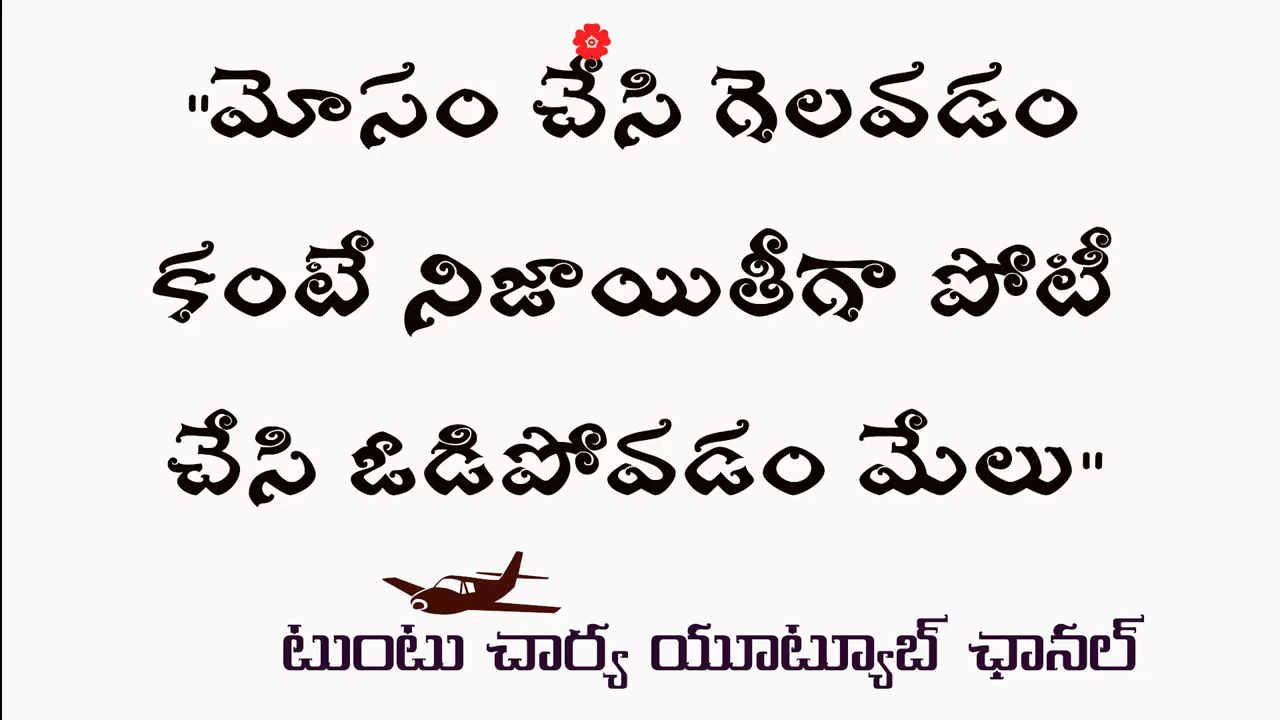 "మోసం చేసి గెలవడం
కంటే నిజాయితీగా పోటీ
చేసి ఓడిపోవడం మేలు"
టుంటు చార్య యూట్యూబ్ ఛానల్